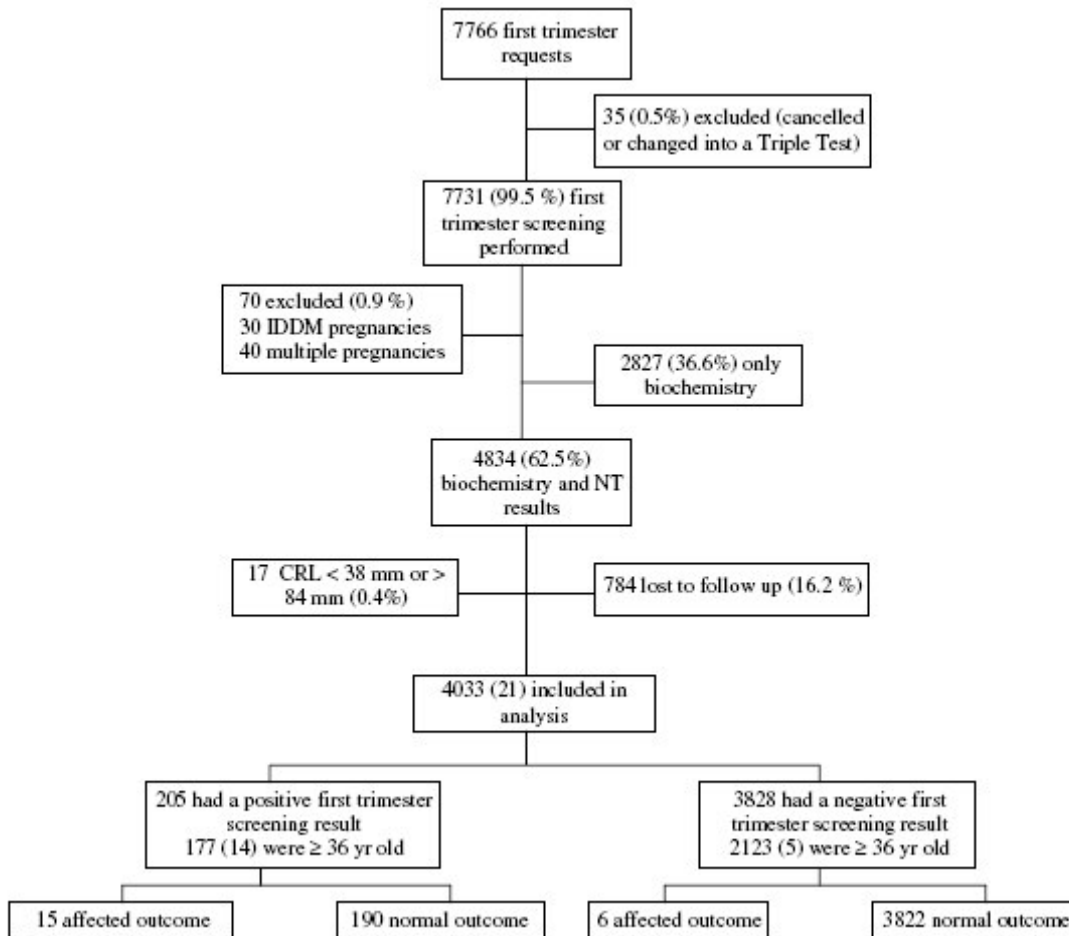 7766 first trimester
requests
35 (0.5%) excluded (cancelled
or changed into a Triple Test)
7731 (99.5 %) first
trimester screening
performed
70 excluded (0.9 %)
30 IDDM pregnancies
40 multiple pregnancies
2827 (36.6%) only
biochemistry
4834 (62.5%)
biochemistry and NT
results
17 CRL < 38 mm or >
84 mm (0.4%)
784 lost to follow up (16.2 %)
4033 (21) included in
analysis
205 had a positive first trimester
screening result
177 (14) were ≥ 36 yr old
3828 had a negative first
trimester screening result
2123 (5) were ≥ 36 yr old
15 affected outcome
190 normal outcome
6 affected outcome
3822 normal outcome